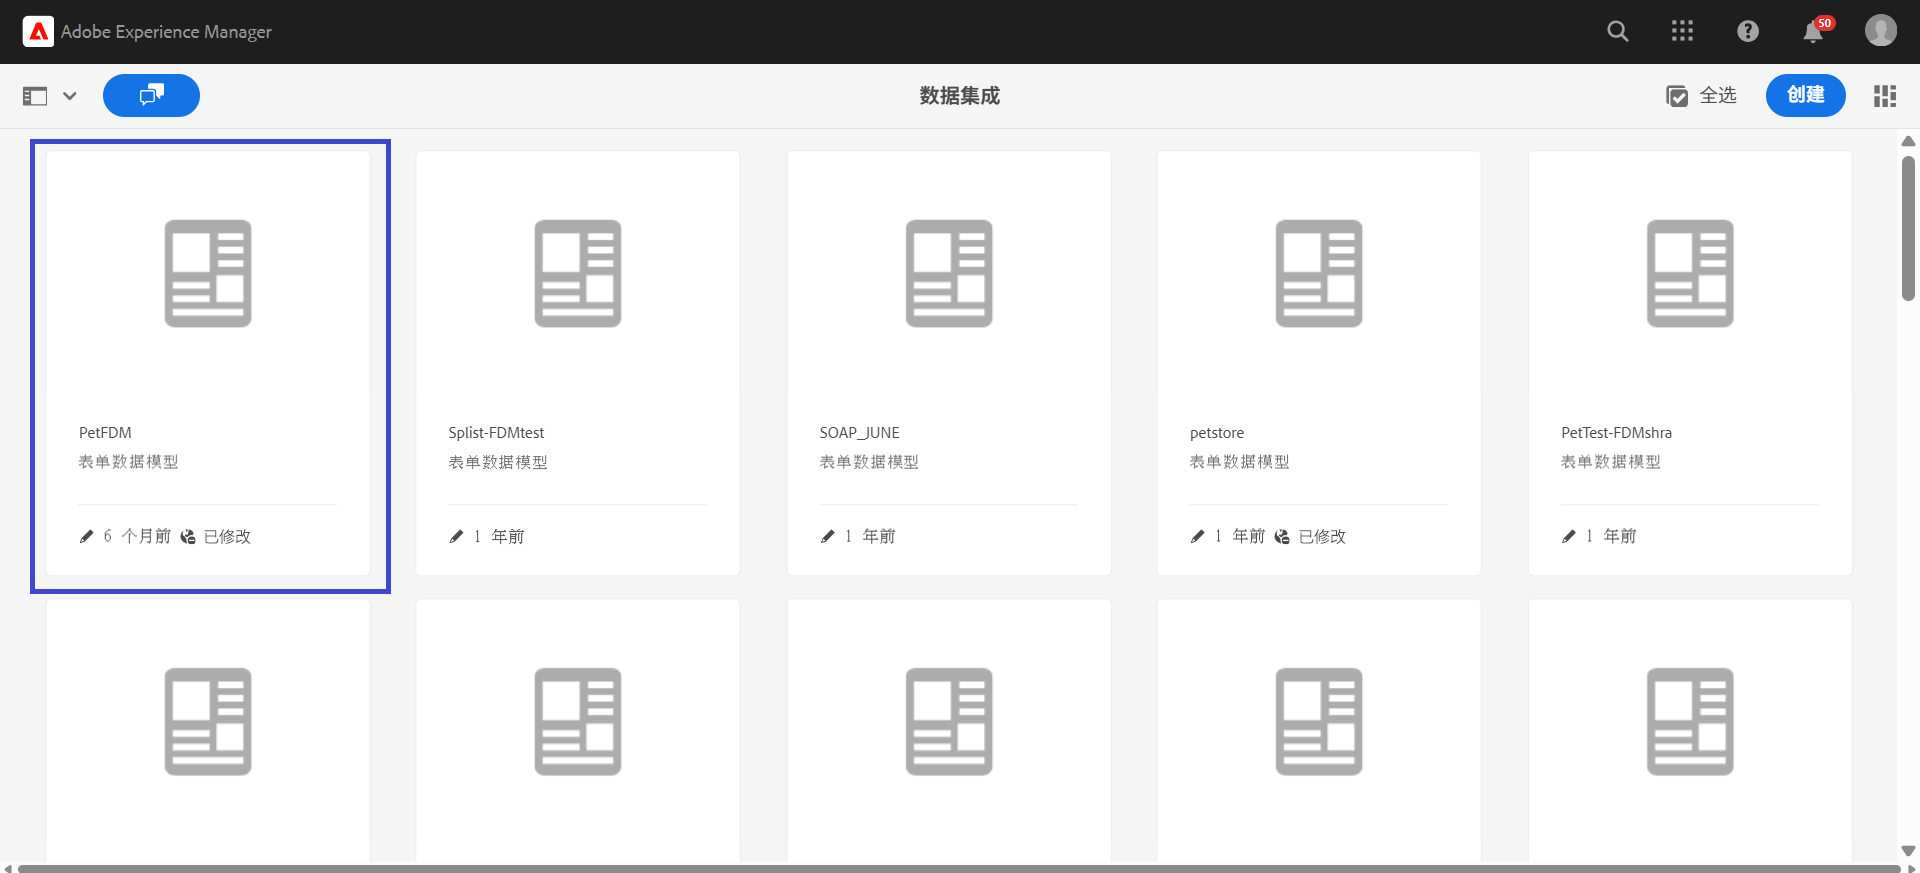 Adobe Experience Manager
50
数据集成
全选
创建
PetFDM
表单数据模型
6 个月前 已修改
Splist-FDMtest
表单数据模型
1 年前
SOAP_JUNE
表单数据模型
1 年前
petstore
表单数据模型
1 年前 已修改
PetTest-FDMshra
表单数据模型
1 年前